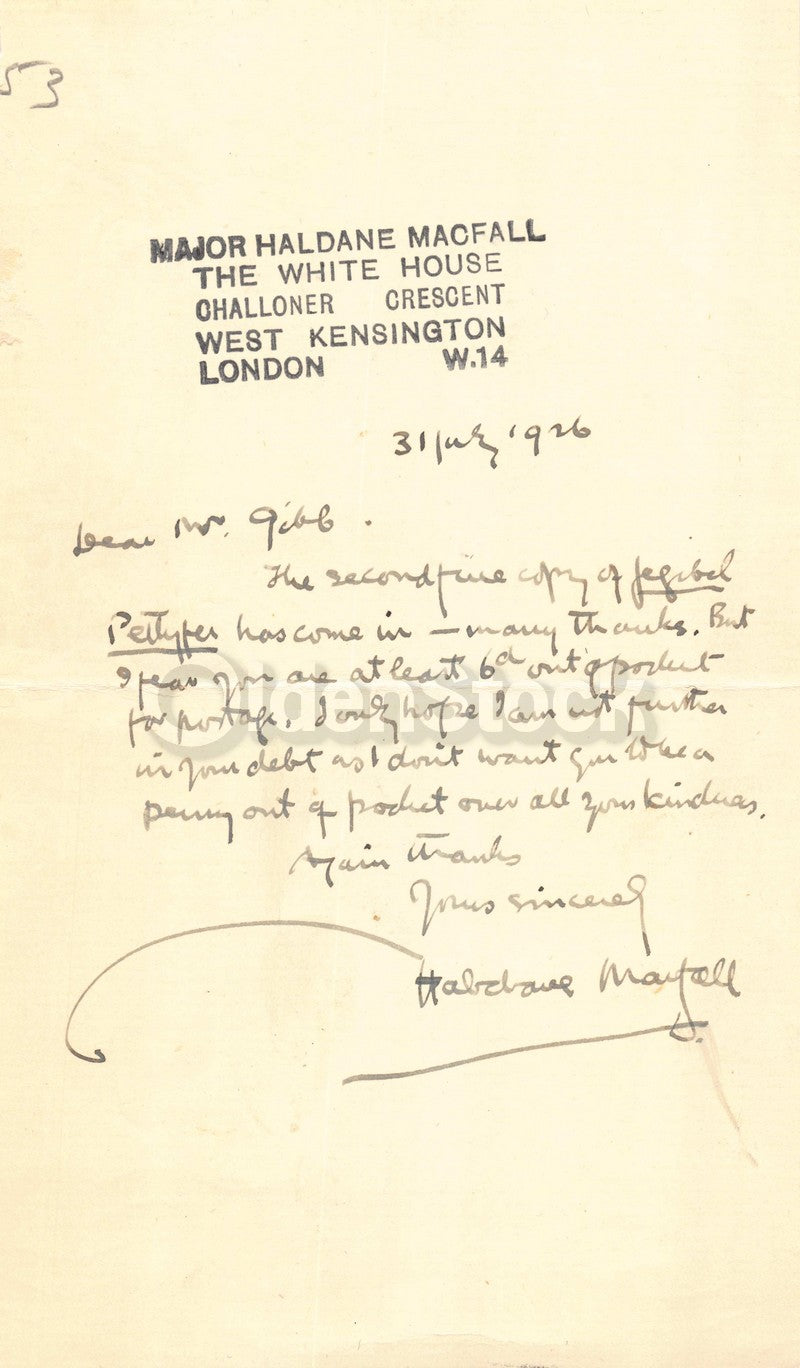 53
MAJOR HALDANE MACFALL
THE WHITE HOUSE
CHALLONER CRESCENT
WEST KENSINGTON
LONDON W.14
31 July 1926
Dear Mr. Gibb.
The second fine copy of Jezebel
Pettyfer has come in — many thanks. But
I fear you are at least 6d out of pocket
for postage. I only hope I am not further
in your debt as I don't want you to be a
penny out of pocket over all your kindness.
Again thanks
Yours sincerely
Haldane Macfall
OldenStock